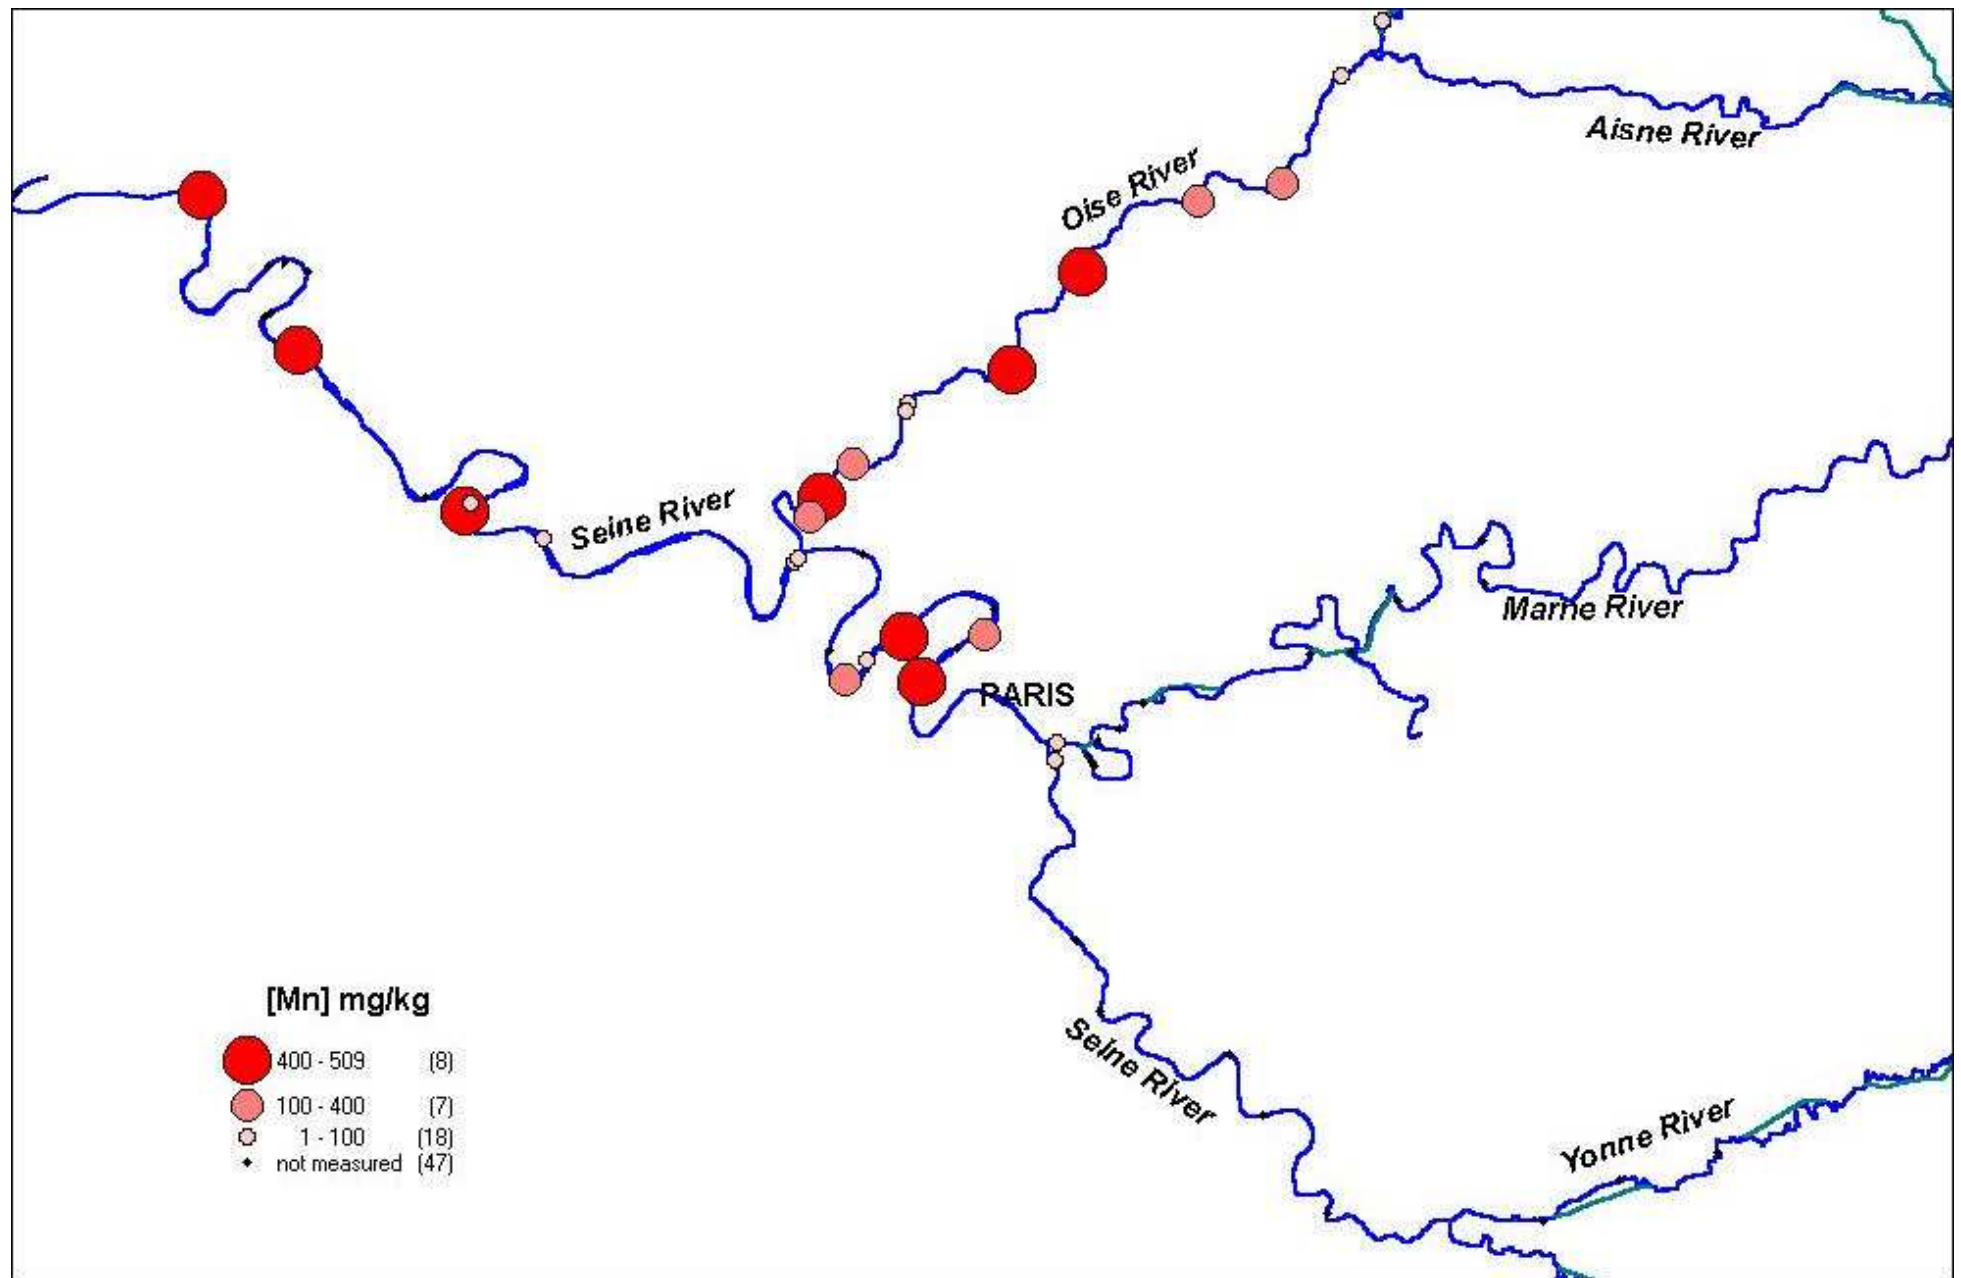 Aisne River
Oise River
Seine River
Marne River
PARIS
Seine River
Yonne River
[Mn] mg/kg
400 - 509 (8)
100 - 400 (7)
1 - 100 (18)
not measured (47)